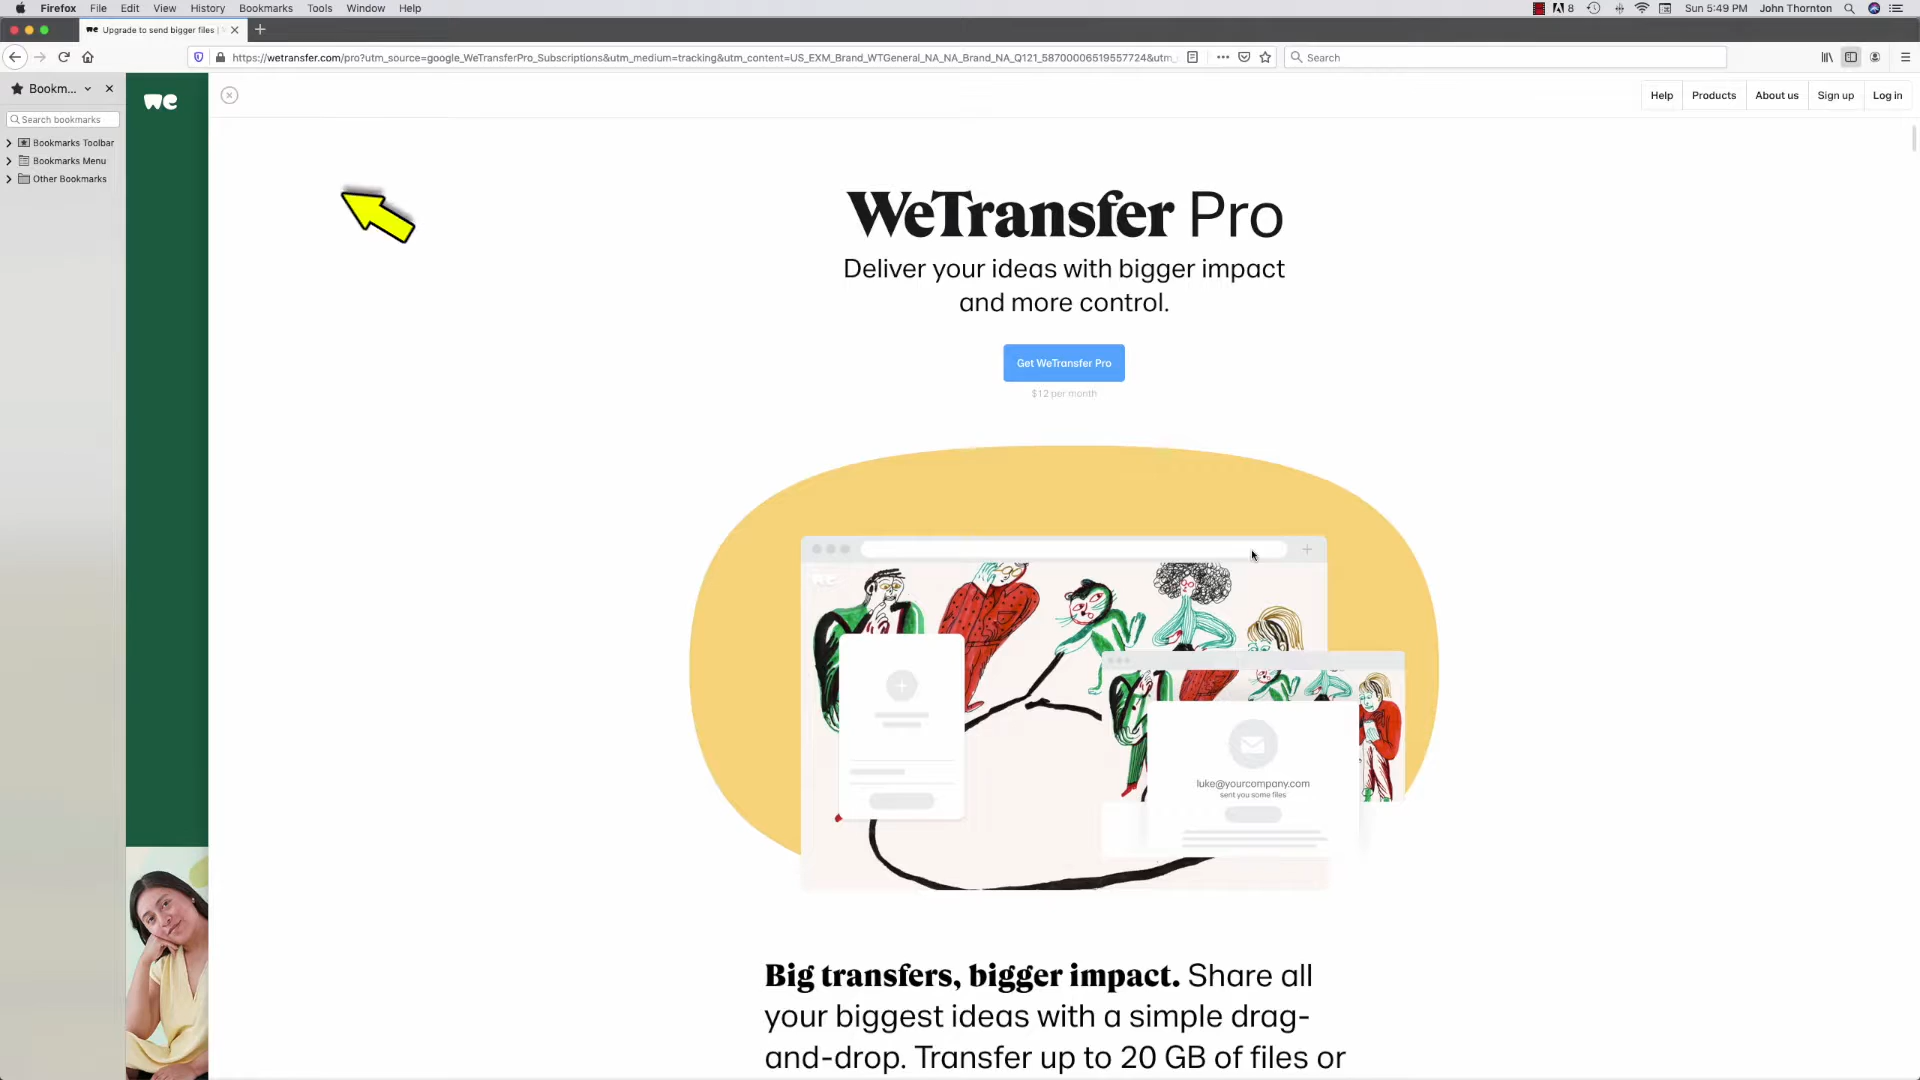 Firefox File Edit View History Bookmarks Tools Window Help
8 Sun 5:49 PM John Thornton
we Upgrade to send bigger files |
https://wetransfer.com/pro?utm_source=google_WeTransferPro_Subscriptions&utm_medium=tracking&utm_content=US_EXM_Brand_WTGeneral_NA_NA_Brand_NA_Q121_58700006519557724&utm_
Search
Bookm...
Search bookmarks
Bookmarks Toolbar
Bookmarks Menu
Other Bookmarks
we
Help Products About us Sign up Log in
WeTransfer Pro
Deliver your ideas with bigger impact
and more control.
Get WeTransfer Pro
$12 per month
we
luke@yourcompany.com
sent you some files
Big transfers, bigger impact. Share all
your biggest ideas with a simple drag-
and-drop. Transfer up to 20 GB of files or